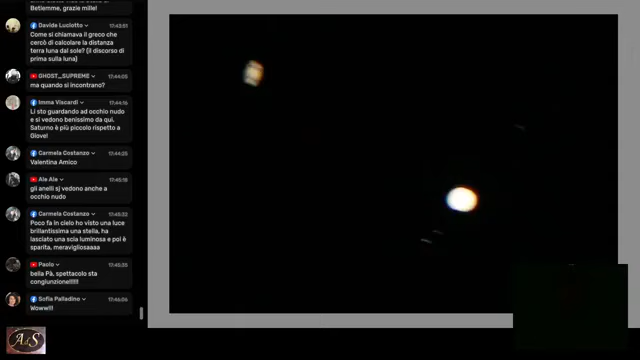 Betlemme, grazie mille!
Davide Luciotto 17:43:51
Come si chiamava il greco che
cercò di calcolare la distanza
terra luna dal sole? (il discorso di
prima sulla luna)
GHOST_SUPREME 17:44:05
ma quando si incontrano?
Imma Viscardi 17:44:16
Li sto guardando ad occhio nudo
e si vedono benissimo da qui.
Saturno è più piccolo rispetto a
Giove!
Carmela Costanzo 17:44:25
Valentina Amico
Ale Ale 17:45:18
gli anelli sj vedono anche a
occhio nudo
Carmela Costanzo 17:45:32
Poco fa in cielo ho visto una luce
brillantissima una stella, ha
lasciato una scia luminosa e poi è
sparita, meravigliosaaaa
Paolo 17:45:35
bella Pà. spettacolo sta
congiunzione!!!!!!
Sofia Palladino 17:46:06
Woww!!!
AdS